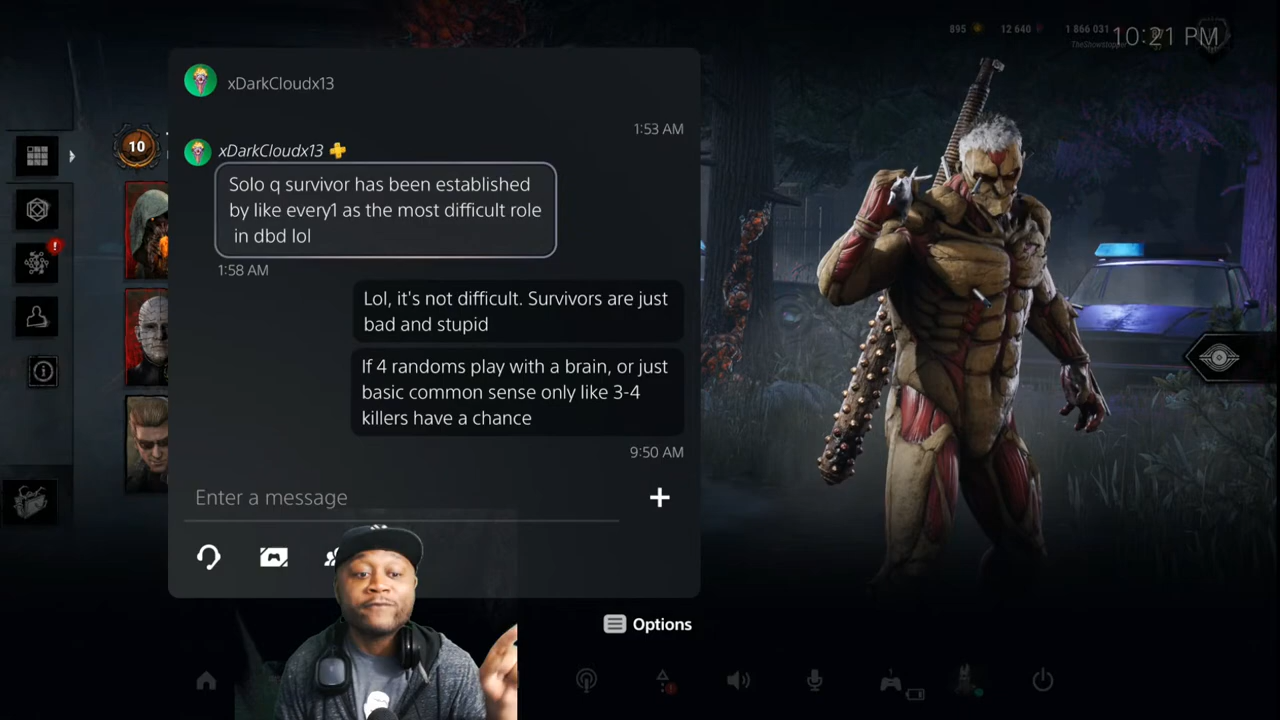 895 12 640 1 866 031
TheShowstopper
10:21 PM
xDarkCloudx13
1:53 AM
10
xDarkCloudx13
Solo q survivor has been established
by like every1 as the most difficult role
in dbd lol
1:58 AM
Lol, it's not difficult. Survivors are just
bad and stupid
If 4 randoms play with a brain, or just
basic common sense only like 3-4
killers have a chance
9:50 AM
Enter a message
Options